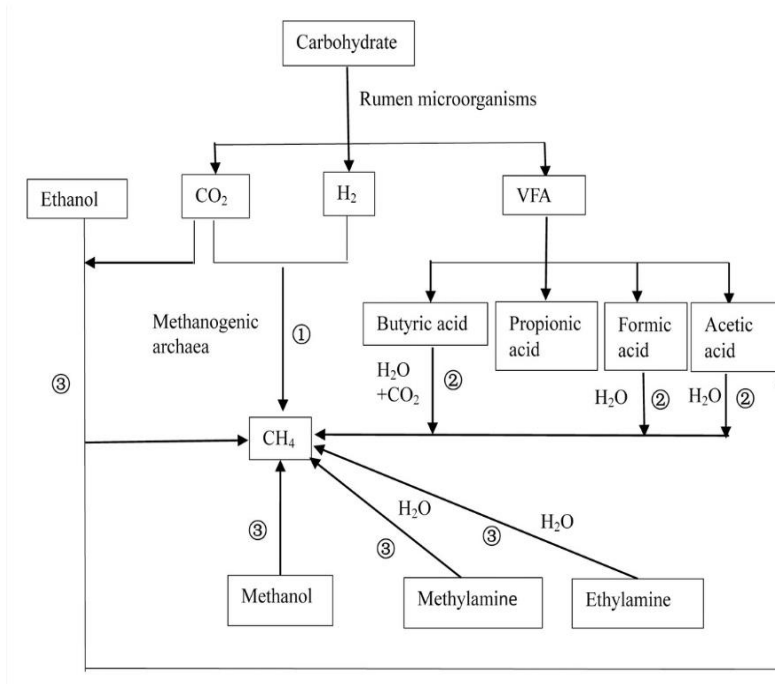 Carbohydrate
Rumen microorganisms
Ethanol
CO₂
H₂
VFA
Methanogenic
archaea
①
Butyric acid
Propionic
acid
Formic
acid
Acetic
acid
③
H₂O
+CO₂
②
H₂O
②
H₂O
②
CH₄
③
H₂O
③
③
H₂O
Methanol
Methylamine
Ethylamine